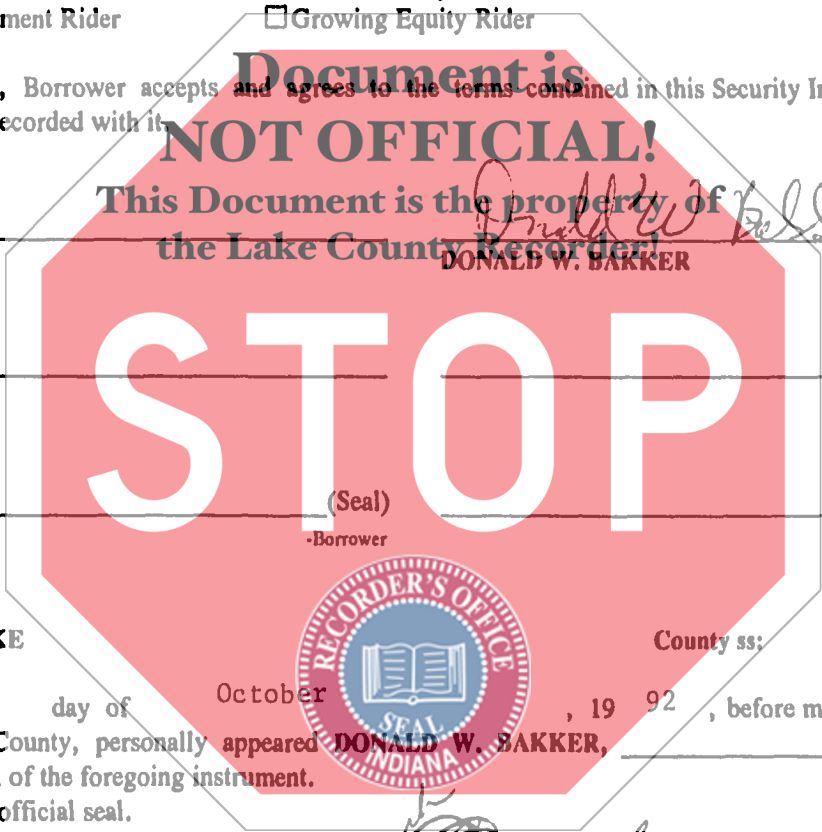 ment Rider ☐ Growing Equity Rider
Document is
, Borrower accepts and agrees to the terms contained in this Security In
ecorded with it.
NOT OFFICIAL!
This Document is the property of
Donald W
the Lake County Recorder!
DONALD W. BAKKER
STOP
(Seal)
-Borrower
RECORDER'S OFFICE
SEAL
INDIANA
KE County ss:
day of October , 19 92 , before m
County, personally appeared DONALD W. BAKKER,
of the foregoing instrument.
official seal.